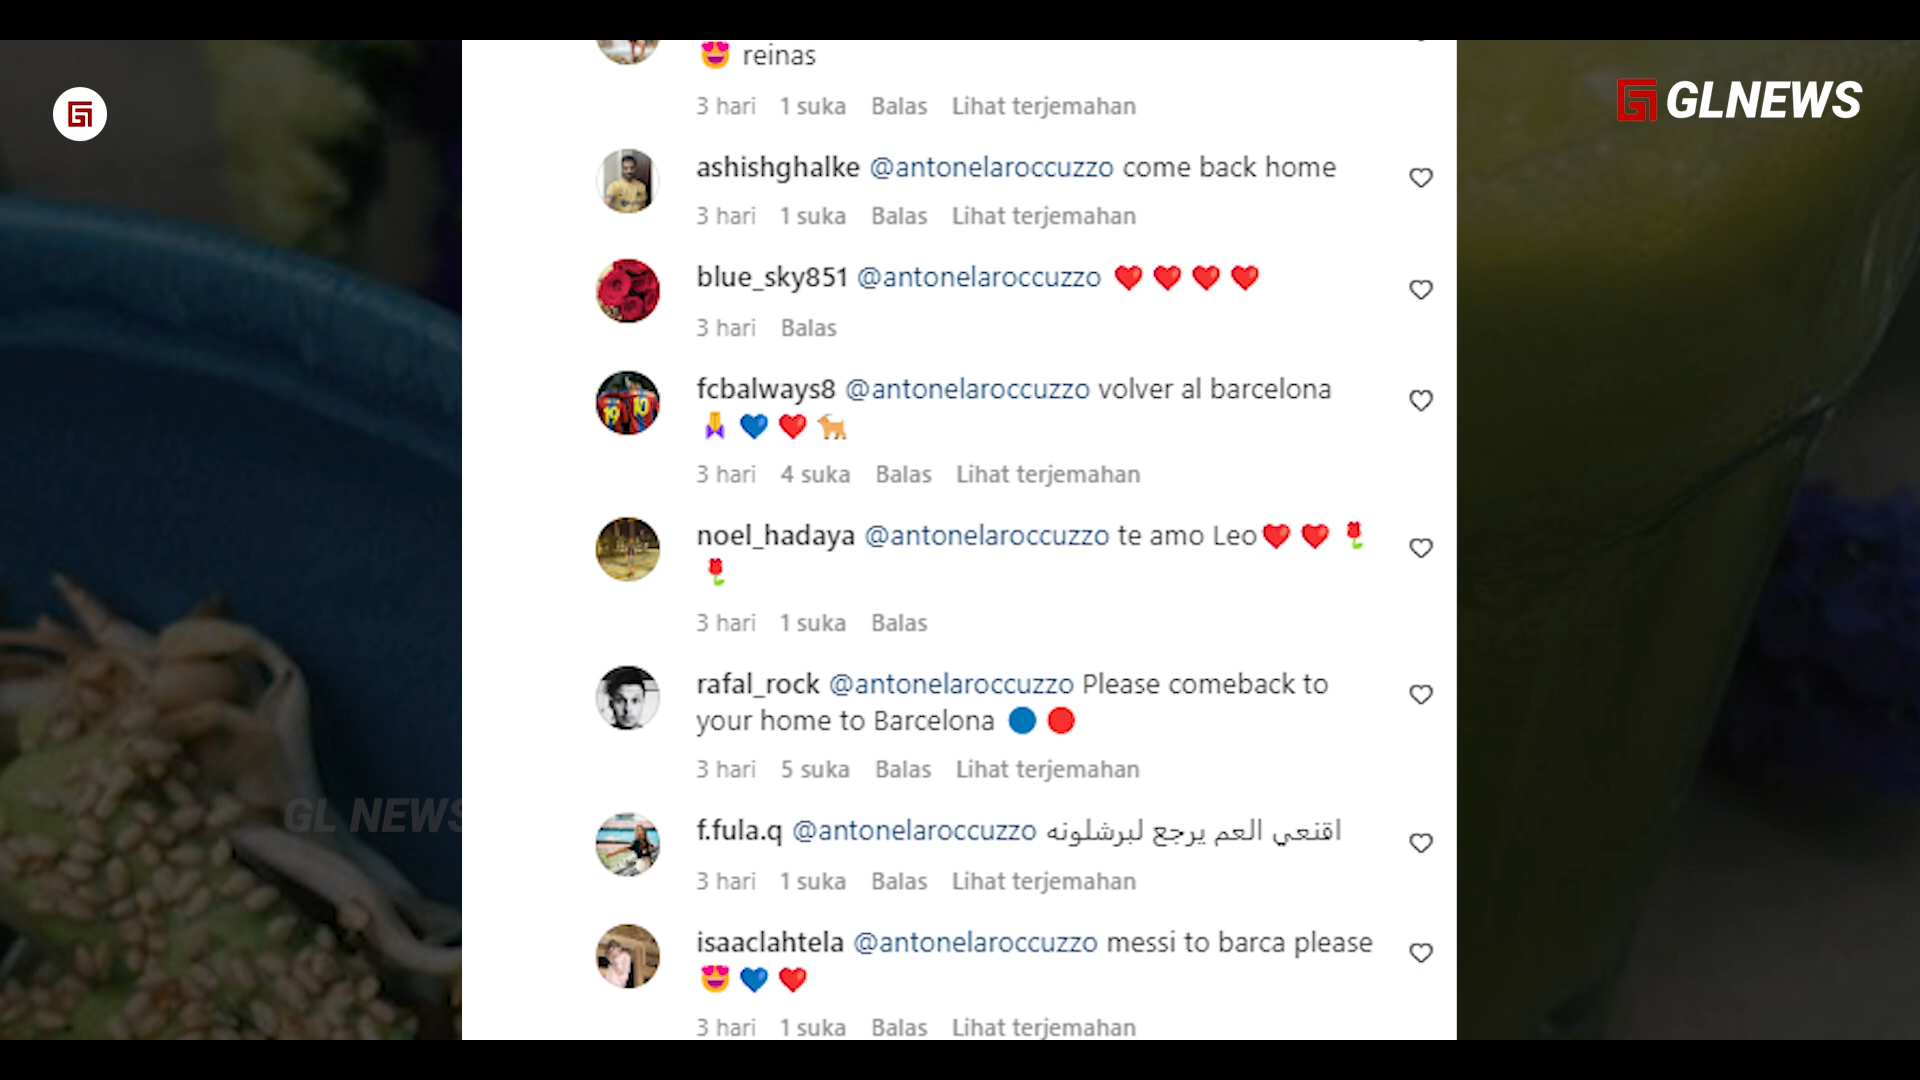 GLNEWS
😍 reinas
3 hari 1 suka Balas Lihat terjemahan
ashishghalke @antonelaroccuzzo come back home
3 hari 1 suka Balas Lihat terjemahan
blue_sky851 @antonelaroccuzzo ❤️❤️❤️❤️
3 hari Balas
fcbalways8 @antonelaroccuzzo volver al barcelona
🙏💙❤️🐐
3 hari 4 suka Balas Lihat terjemahan
noel_hadaya @antonelaroccuzzo te amo Leo❤️❤️🌷
🌷
3 hari 1 suka Balas
rafal_rock @antonelaroccuzzo Please comeback to
your home to Barcelona 🔵🔴
3 hari 5 suka Balas Lihat terjemahan
f.fula.q @antonelaroccuzzo اقنعي العم يرجع لبرشلونه
3 hari 1 suka Balas Lihat terjemahan
isaaclahtela @antonelaroccuzzo messi to barca please
😍💙❤️
3 hari 1 suka Balas Lihat terjemahan
GL NEWS